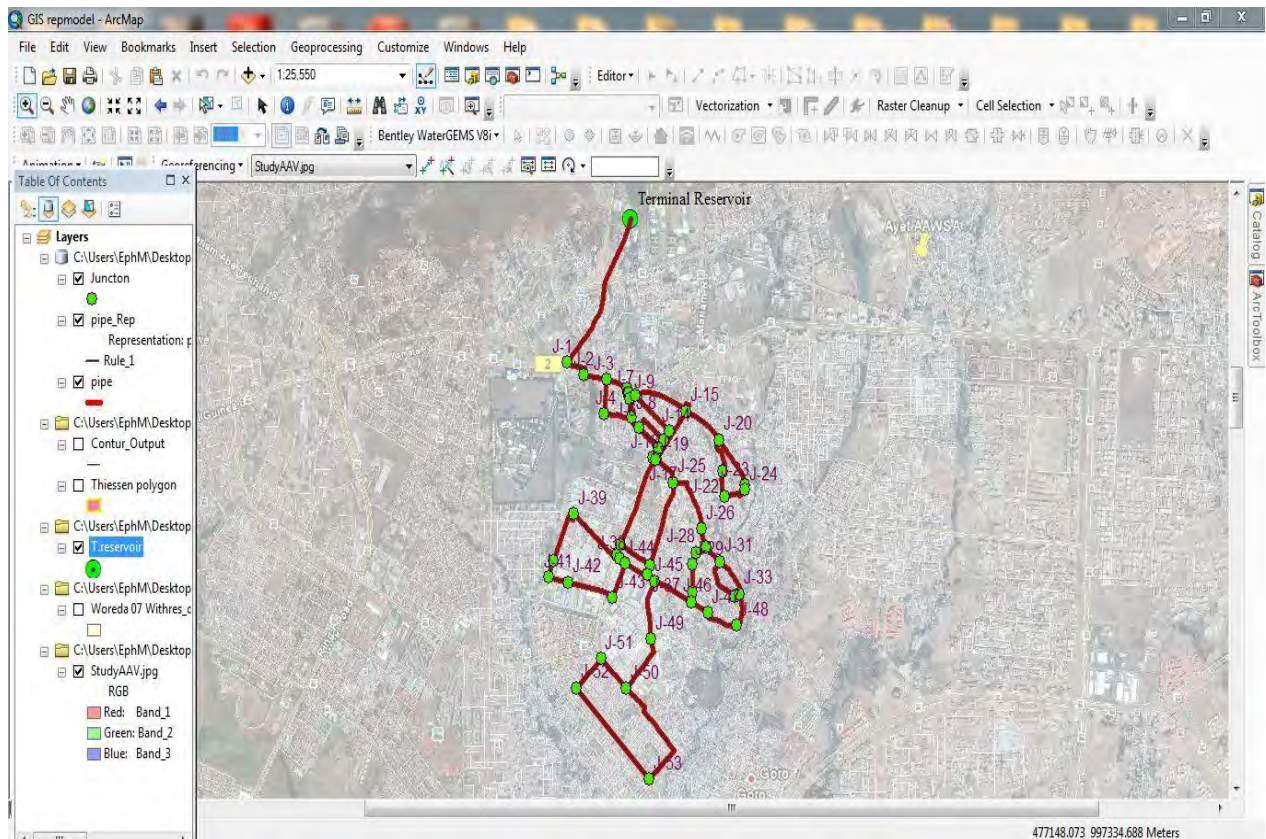 GIS repmodel - ArcMap
File Edit View Bookmarks Insert Selection Geoprocessing Customize Windows Help
1:25,550
Editor
Vectorization
Raster Cleanup
Cell Selection
Bentley WaterGEMS V8i
Georeferencing
StudyAAV.jpg
Table Of Contents
Layers
C:\Users\EphM\Desktop
Juncton
pipe_Rep
Representation: p
Rule_1
pipe
C:\Users\EphM\Desktop
Contur_Output
Thiessen polygon
C:\Users\EphM\Desktop
T.reservoir
C:\Users\EphM\Desktop
Woreda 07 Withres_c
C:\Users\EphM\Desktop
StudyAAV.jpg
RGB
Red: Band_1
Green: Band_2
Blue: Band_3
Terminal Reservoir
Ayat AAWSA
2
J-1
J-2
J-3
J-7
J-9
J-4
J-8
J-15
J-20
J-19
J-25
J-17
J-23
J-24
J-22
J-26
J-39
J-28
J-31
J-44
J-41
J-42
J-45
J-43
J-37
J-46
J-33
J-48
J-49
J-51
J-52
J-50
J-53
Goro
Catalog
ArcToolbox
477148.073 997334.688 Meters